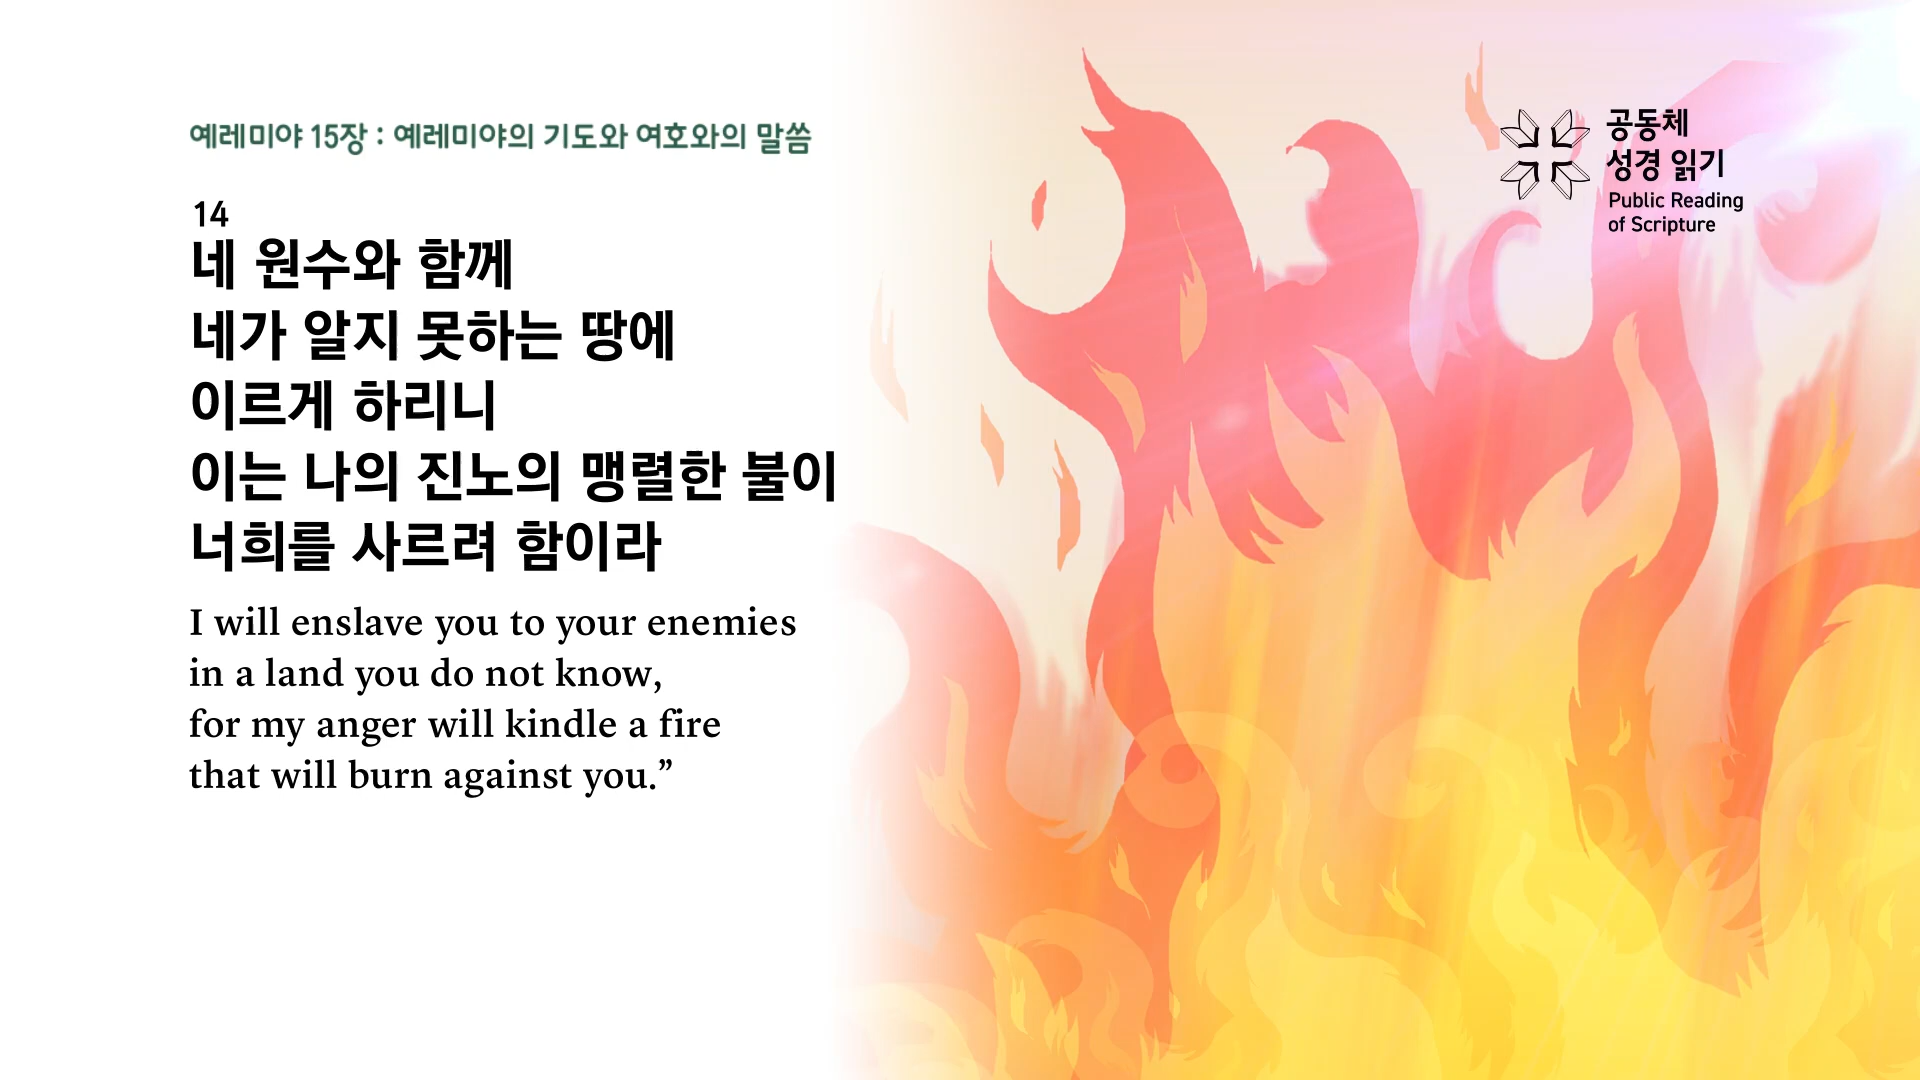 예레미야 15장 : 예레미야의 기도와 여호와의 말씀
14
네 원수와 함께
네가 알지 못하는 땅에
이르게 하리니
이는 나의 진노의 맹렬한 불이
너희를 사르려 함이라
I will enslave you to your enemies
in a land you do not know,
for my anger will kindle a fire
that will burn against you.”
공동체
성경 읽기
Public Reading
of Scripture